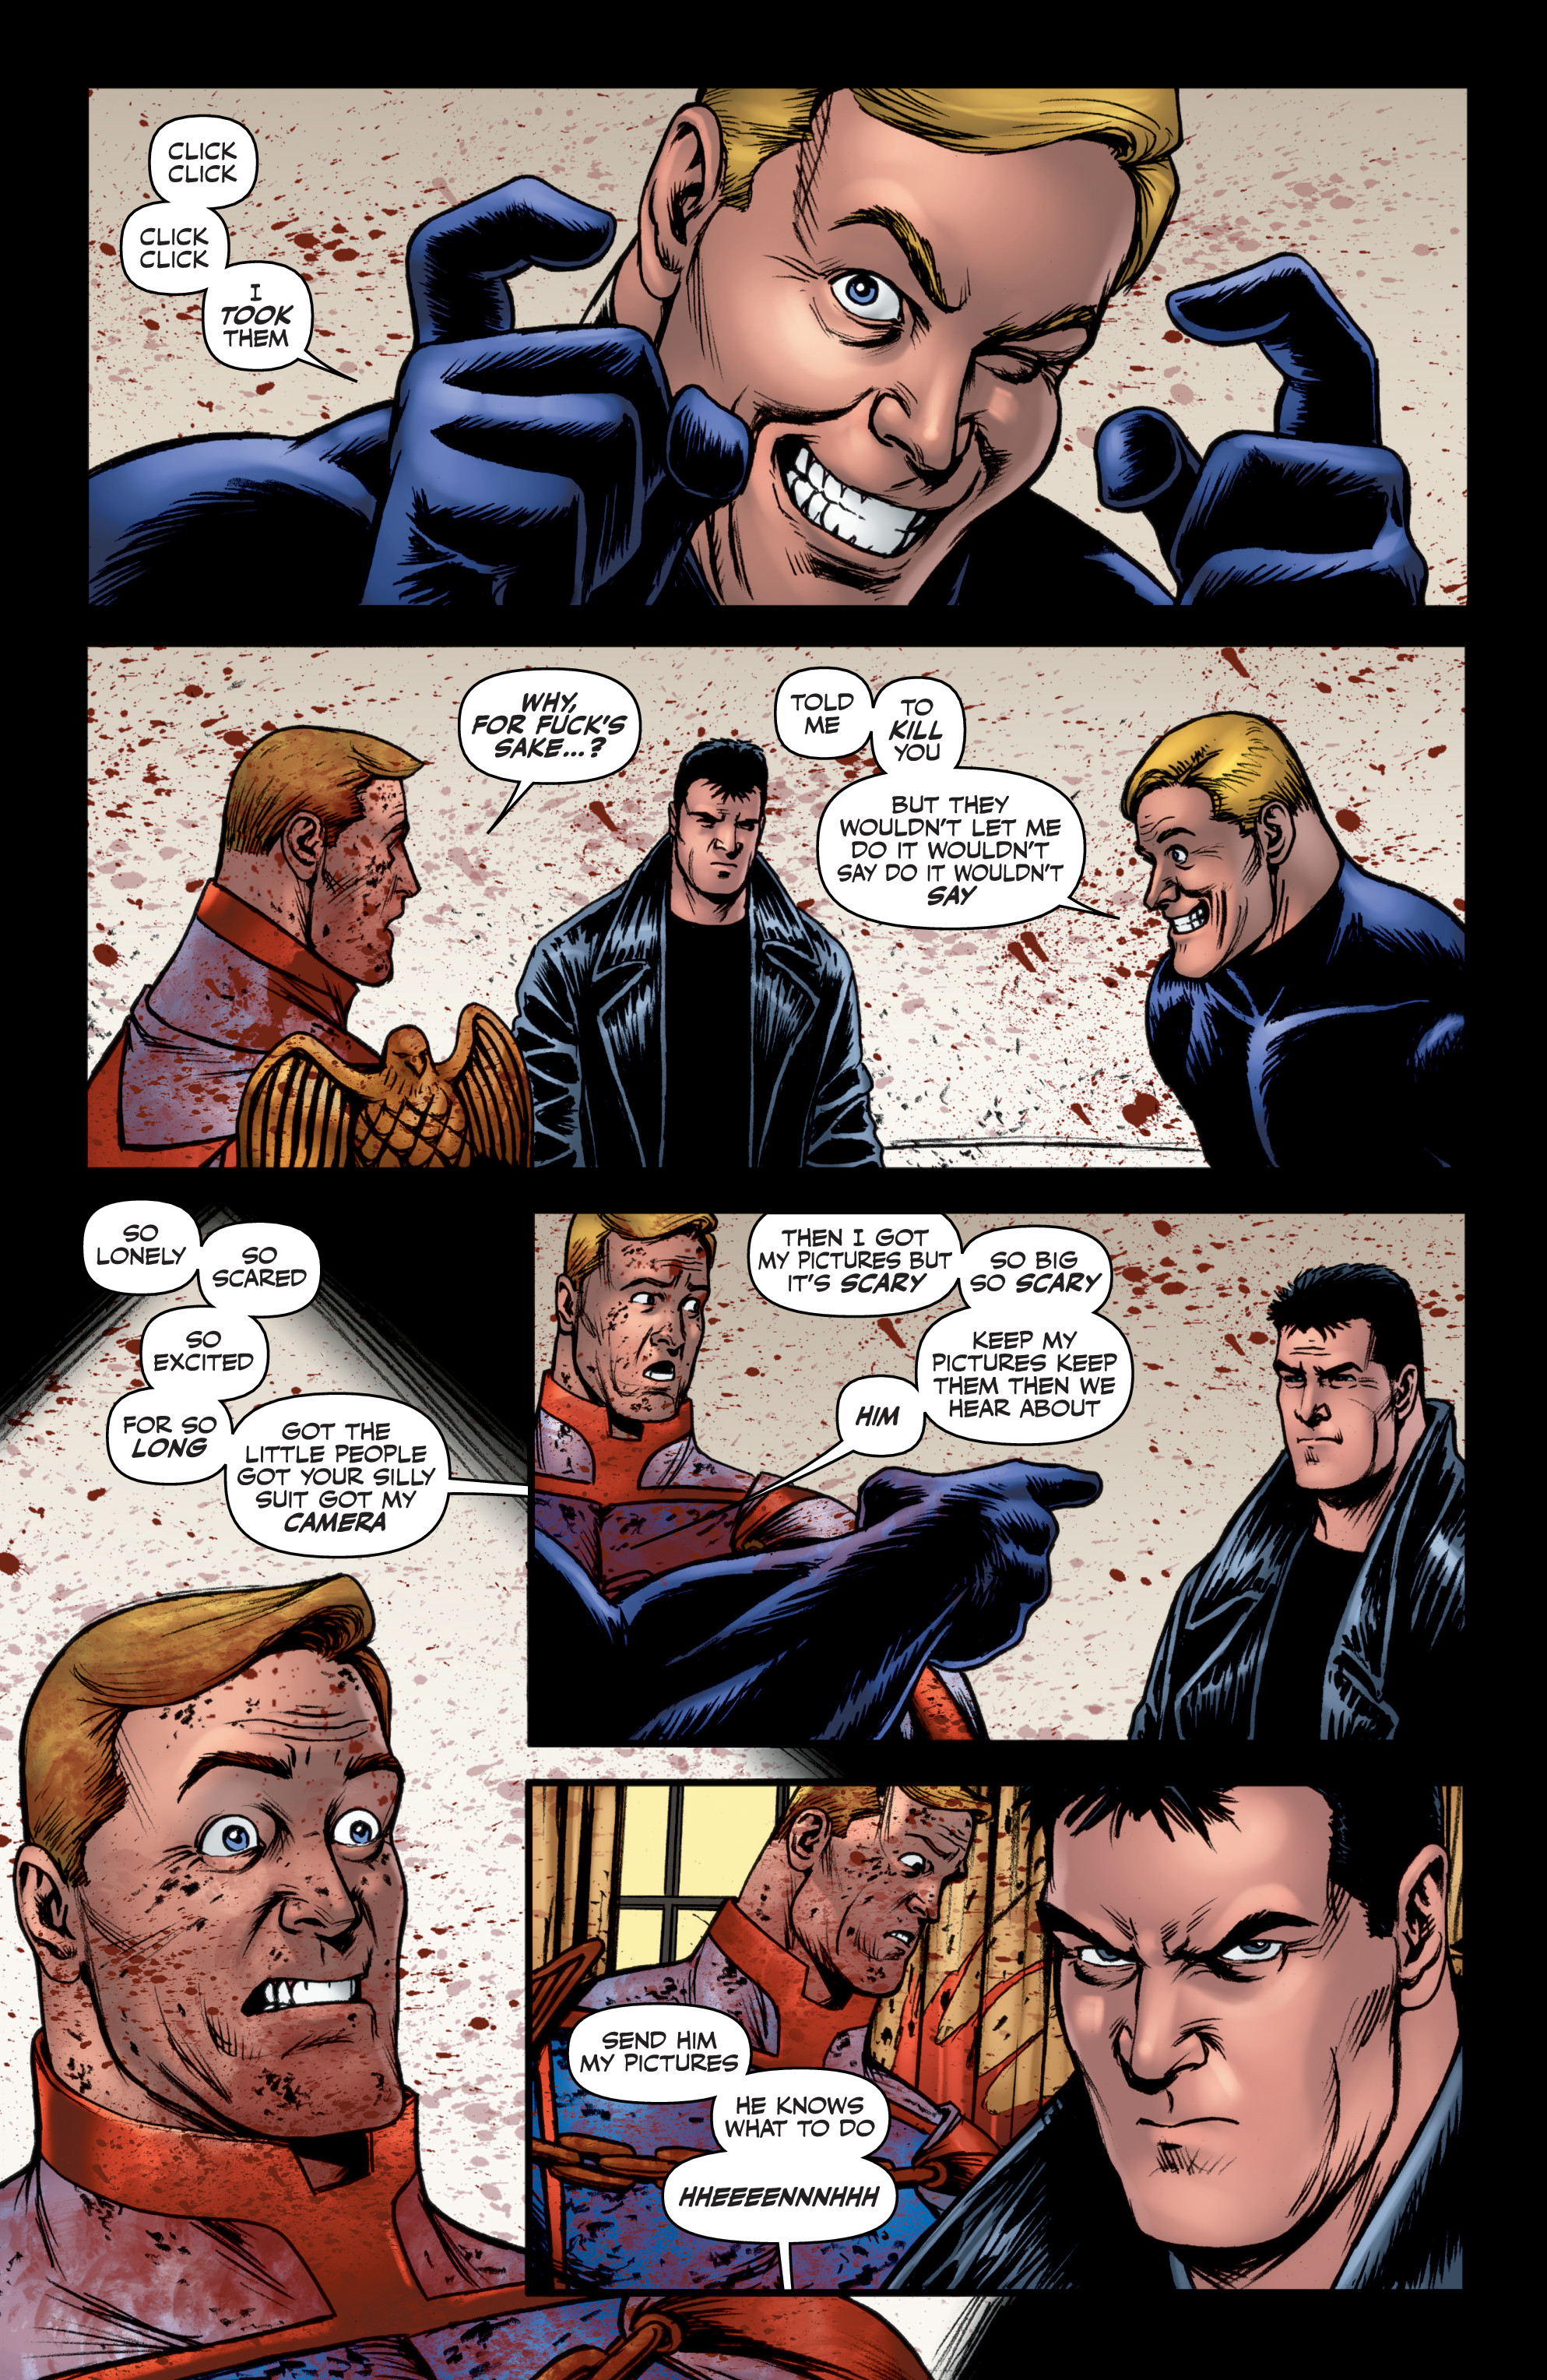 CLICK
CLICK
CLICK
CLICK
I
TOOK
THEM
WHY,
FOR FUCK'S
SAKE...?
TOLD
ME
TO
KILL
YOU
BUT THEY
WOULDN'T LET ME
DO IT WOULDN'T
SAY DO IT WOULDN'T
SAY
SO
LONELY
SO
SCARED
SO
EXCITED
FOR SO
LONG
GOT THE
LITTLE PEOPLE
GOT YOUR SILLY
SUIT GOT MY
CAMERA
THEN I GOT
MY PICTURES BUT
IT'S SCARY
SO BIG
SO SCARY
KEEP MY
PICTURES KEEP
THEM THEN WE
HEAR ABOUT
HIM
SEND HIM
MY PICTURES
HE KNOWS
WHAT TO DO
HHEEEENNNHHH